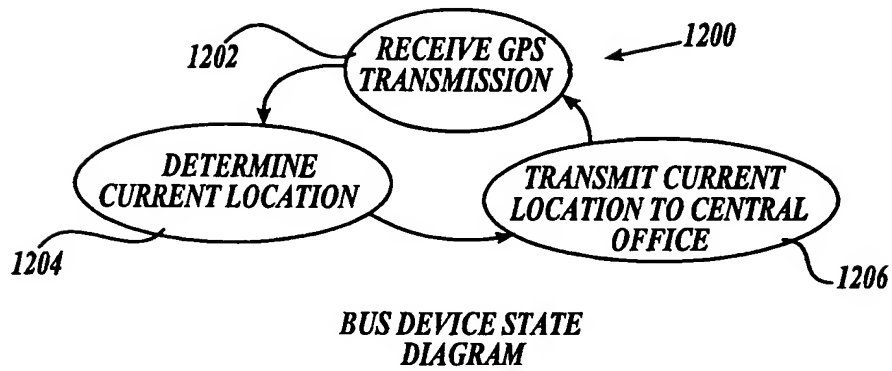 1202
RECEIVE GPS
TRANSMISSION
1200
DETERMINE
CURRENT LOCATION
TRANSMIT CURRENT
LOCATION TO CENTRAL
OFFICE
1204
1206
BUS DEVICE STATE
DIAGRAM